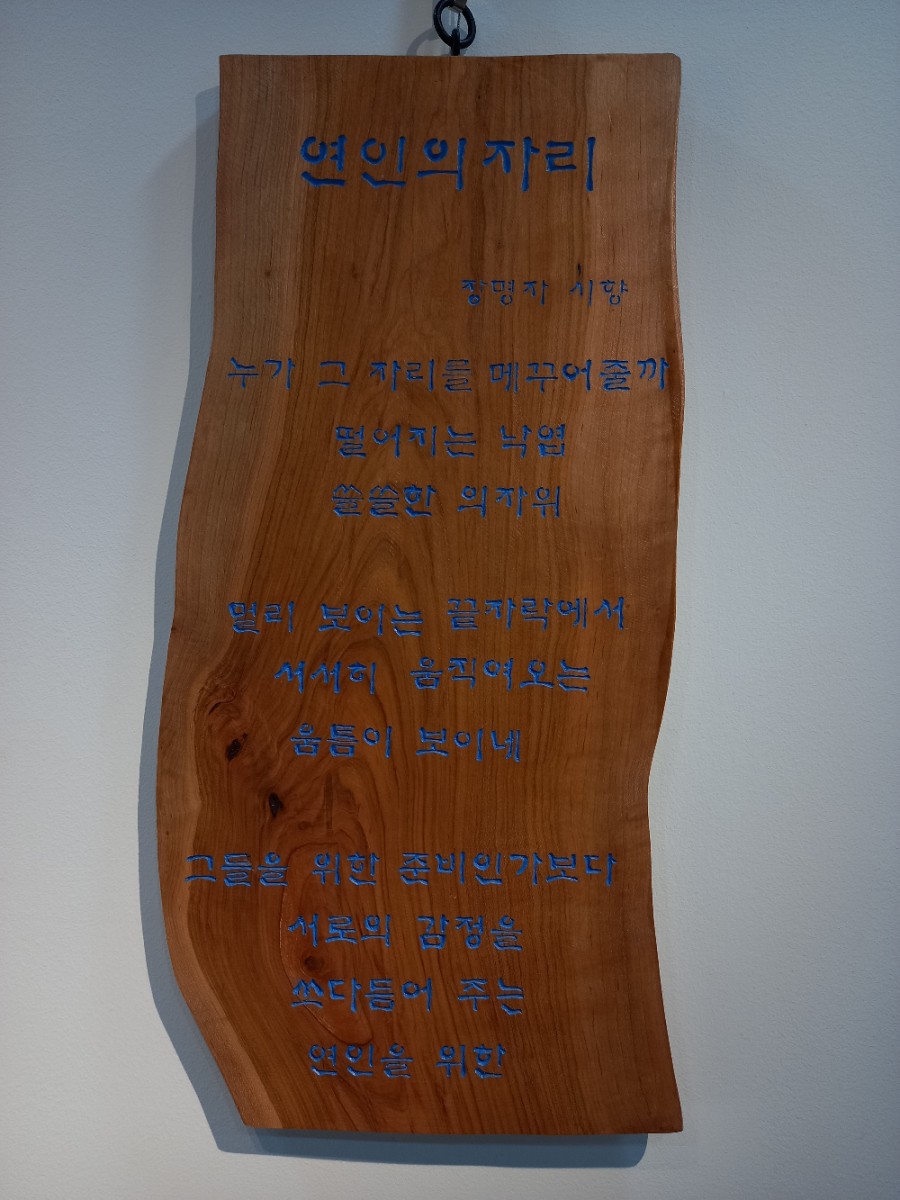 연인의 자리
장명자 시향
누가 그 자리를 메꾸어줄까
떨어지는 낙엽
쓸쓸한 의자위
멀리 보이는 끝자락에서
서서히 움직여오는
움틈이 보이네
그들을 위한 준비인가보다
서로의 감정을
쓰다듬어 주는
연인을 위한